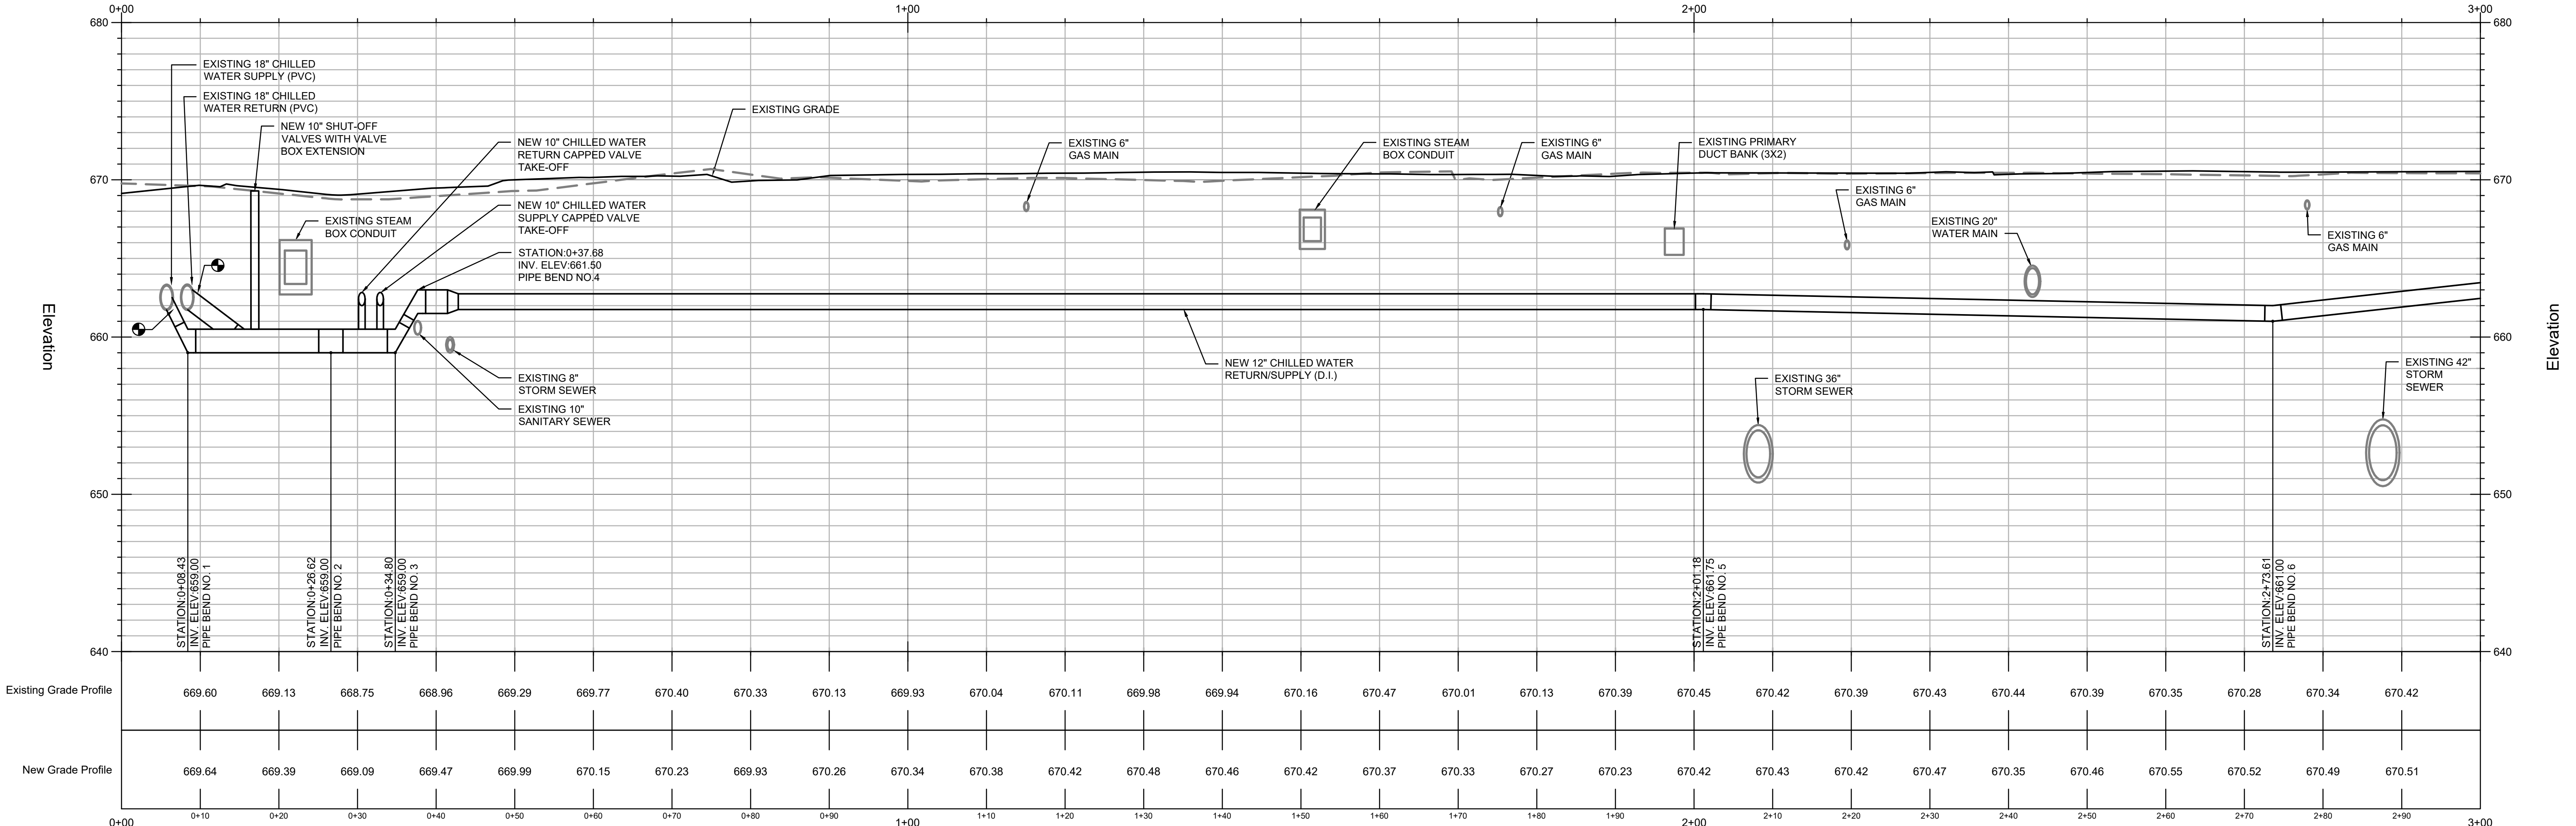 0+00
1+00
2+00
3+00
680
680
EXISTING 18" CHILLED
WATER SUPPLY (PVC)
EXISTING 18" CHILLED
WATER RETURN (PVC)
NEW 10" SHUT-OFF
VALVES WITH VALVE
BOX EXTENSION
NEW 10" CHILLED WATER
RETURN CAPPED VALVE
TAKE-OFF
EXISTING GRADE
EXISTING 6"
GAS MAIN
EXISTING STEAM
BOX CONDUIT
EXISTING 6"
GAS MAIN
EXISTING PRIMARY
DUCT BANK (3X2)
670
670
EXISTING STEAM
BOX CONDUIT
NEW 10" CHILLED WATER
SUPPLY CAPPED VALVE
TAKE-OFF
EXISTING 6"
GAS MAIN
EXISTING 20"
WATER MAIN
EXISTING 6"
GAS MAIN
STATION:0+37.68
INV. ELEV:661.50
PIPE BEND NO.4
Elevation
660
660
Elevation
NEW 12" CHILLED WATER
RETURN/SUPPLY (D.I.)
EXISTING 8"
STORM SEWER
EXISTING 10"
SANITARY SEWER
EXISTING 36"
STORM SEWER
EXISTING 42"
STORM
SEWER
650
650
STATION:0+08.43
INV. ELEV:659.00
PIPE BEND NO. 1
STATION:0+26.62
INV. ELEV:659.00
PIPE BEND NO. 2
STATION:0+34.80
INV. ELEV:659.00
PIPE BEND NO. 3
STATION:2+01.18
INV. ELEV:661.75
PIPE BEND NO. 5
STATION:2+73.61
INV. ELEV:661.00
PIPE BEND NO. 6
640
640
Existing Grade Profile 669.60 669.13 668.75 668.96 669.29 669.77 670.40 670.33 670.13 669.93 670.04 670.11 669.98 669.94 670.16 670.47 670.01 670.13 670.39 670.45 670.42 670.39 670.43 670.44 670.39 670.35 670.28 670.34 670.42
New Grade Profile 669.64 669.39 669.09 669.47 669.99 670.15 670.23 669.93 670.26 670.34 670.38 670.42 670.48 670.46 670.42 670.37 670.33 670.27 670.23 670.42 670.43 670.42 670.47 670.35 670.46 670.55 670.52 670.49 670.51
0+00 0+10 0+20 0+30 0+40 0+50 0+60 0+70 0+80 0+90 1+00 1+10 1+20 1+30 1+40 1+50 1+60 1+70 1+80 1+90 2+00 2+10 2+20 2+30 2+40 2+50 2+60 2+70 2+80 2+90 3+00